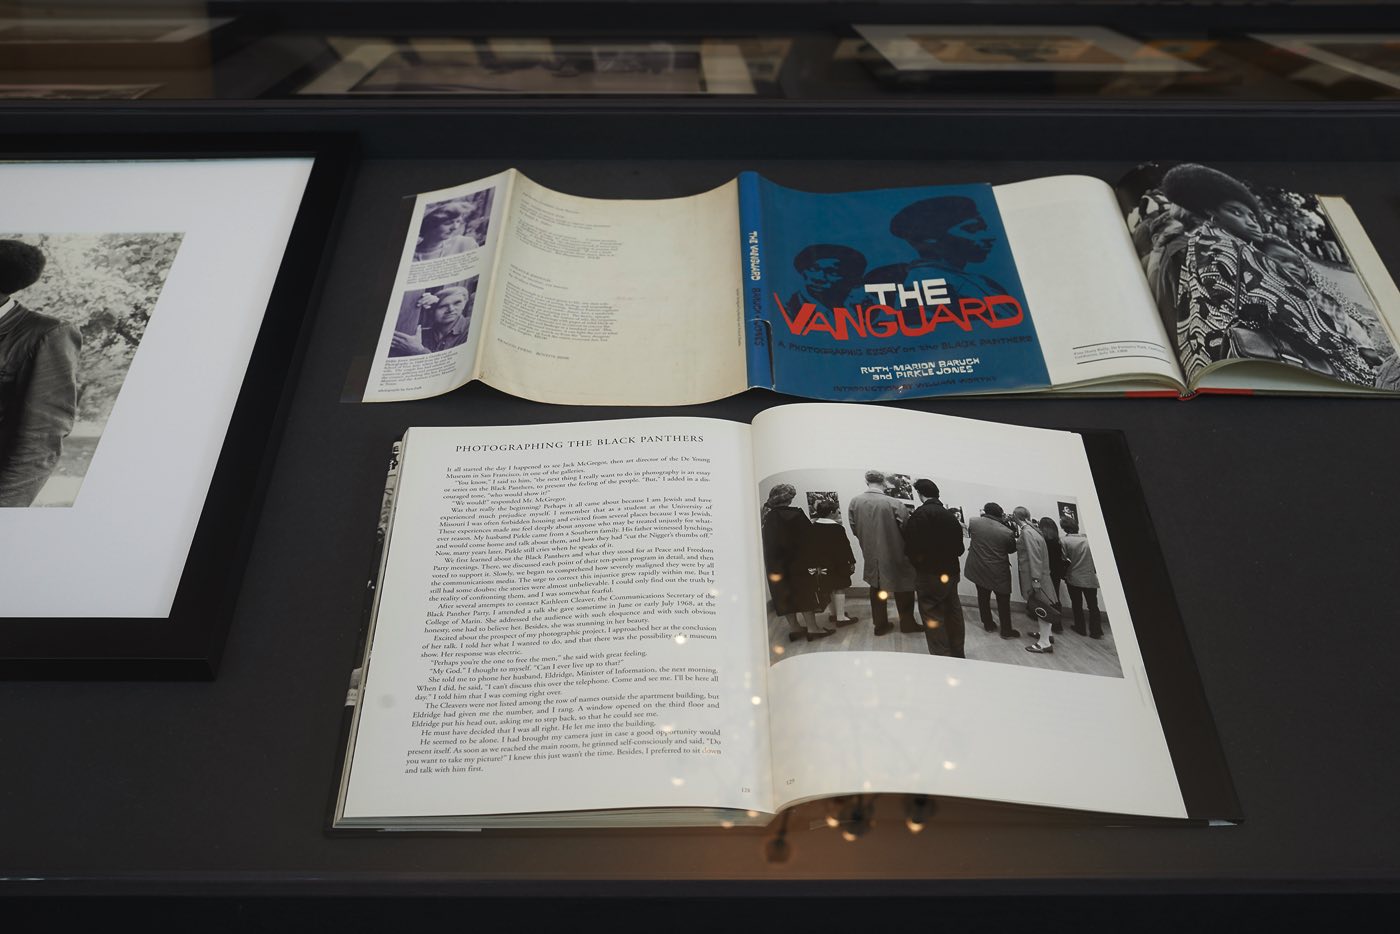 THE VANGUARD BARUCH/JONES
THE
VANGUARD
A PHOTOGRAPHIC ESSAY on the BLACK PANTHERS
RUTH-MARION BARUCH
and PIRKLE JONES
INTRODUCTION BY WILLIAM WORTHY
PHOTOGRAPHING THE BLACK PANTHERS
It all started the day I happened to see Jack McGregor, then art director of the De Young
Museum in San Francisco, in one of the galleries.
"You know," I said to him, "the next thing I really want to do in photography is an essay
or series on the Black Panthers, to present the feeling of the people. "But," I added in a dis-
couraged tone, "who would show it?"
"We would!" responded Mr. McGregor.
Was that really the beginning? Perhaps it all came about because I am Jewish and have
experienced much prejudice myself. I remember that as a student at the University of
Missouri I was often forbidden housing and evicted from several places because I was Jewish.
These experiences made me feel deeply about anyone who may be treated unjustly for what-
ever reason. My husband Pirkle came from a Southern family. His father witnessed lynchings
and would come home and talk about them, and how they had "cut the Nigger's thumbs off."
Now, many years later, Pirkle still cries when he speaks of it.
We first learned about the Black Panthers and what they stood for at Peace and Freedom
Party meetings. There, we discussed each point of their ten-point program in detail, and then
voted to support it. Slowly, we began to comprehend how severely maligned they were by all
the communications media. The urge to correct this injustice grew rapidly within me. But I
still had some doubts; the stories were almost unbelievable. I could only find out the truth by
the reality of confronting them, and I was somewhat fearful.
After several attempts to contact Kathleen Cleaver, the Communications Secretary of the
Black Panther Party, I attended a talk she gave sometime in June or early July 1968, at the
College of Marin. She addressed the audience with such eloquence and with such obvious
honesty, one had to believe her. Besides, she was stunning in her beauty.
Excited about the prospect of my photographic project, I approached her at the conclusion
of her talk. I told her what I wanted to do, and that there was the possibility of a museum
show. Her response was electric.
"Perhaps you're the one to free the men," she said with great feeling.
"My God," I thought to myself. "Can I ever live up to that?"
She told me to phone her husband, Eldridge, Minister of Information, the next morning.
When I did, he said, "I can't discuss this over the telephone. Come and see me. I'll be here all
day." I told him that I was coming right over.
The Cleavers were not listed among the row of names outside the apartment building, but
Eldridge had given me the number, and I rang. A window opened on the third floor and
Eldridge put his head out, asking me to step back, so that he could see me.
He must have decided that I was all right. He let me into the building.
He seemed to be alone. I had brought my camera just in case a good opportunity would
present itself. As soon as we reached the main room, he grinned self-consciously and said, "Do
you want to take my picture?" I knew this just wasn't the time. Besides, I preferred to sit down
and talk with him first.
128
129